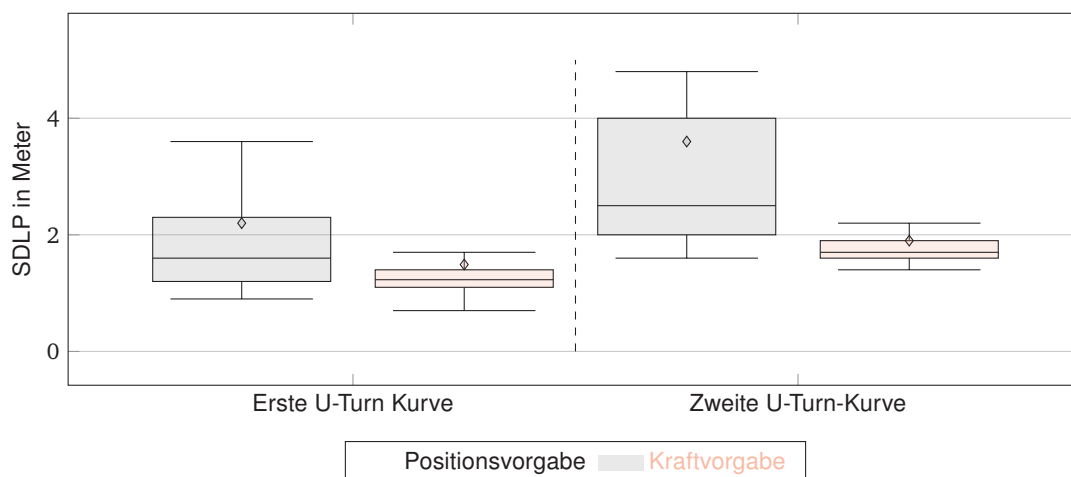 SDLP in Meter
4
2
0
Erste U-Turn Kurve
Zweite U-Turn-Kurve
Positionsvorgabe Kraftvorgabe